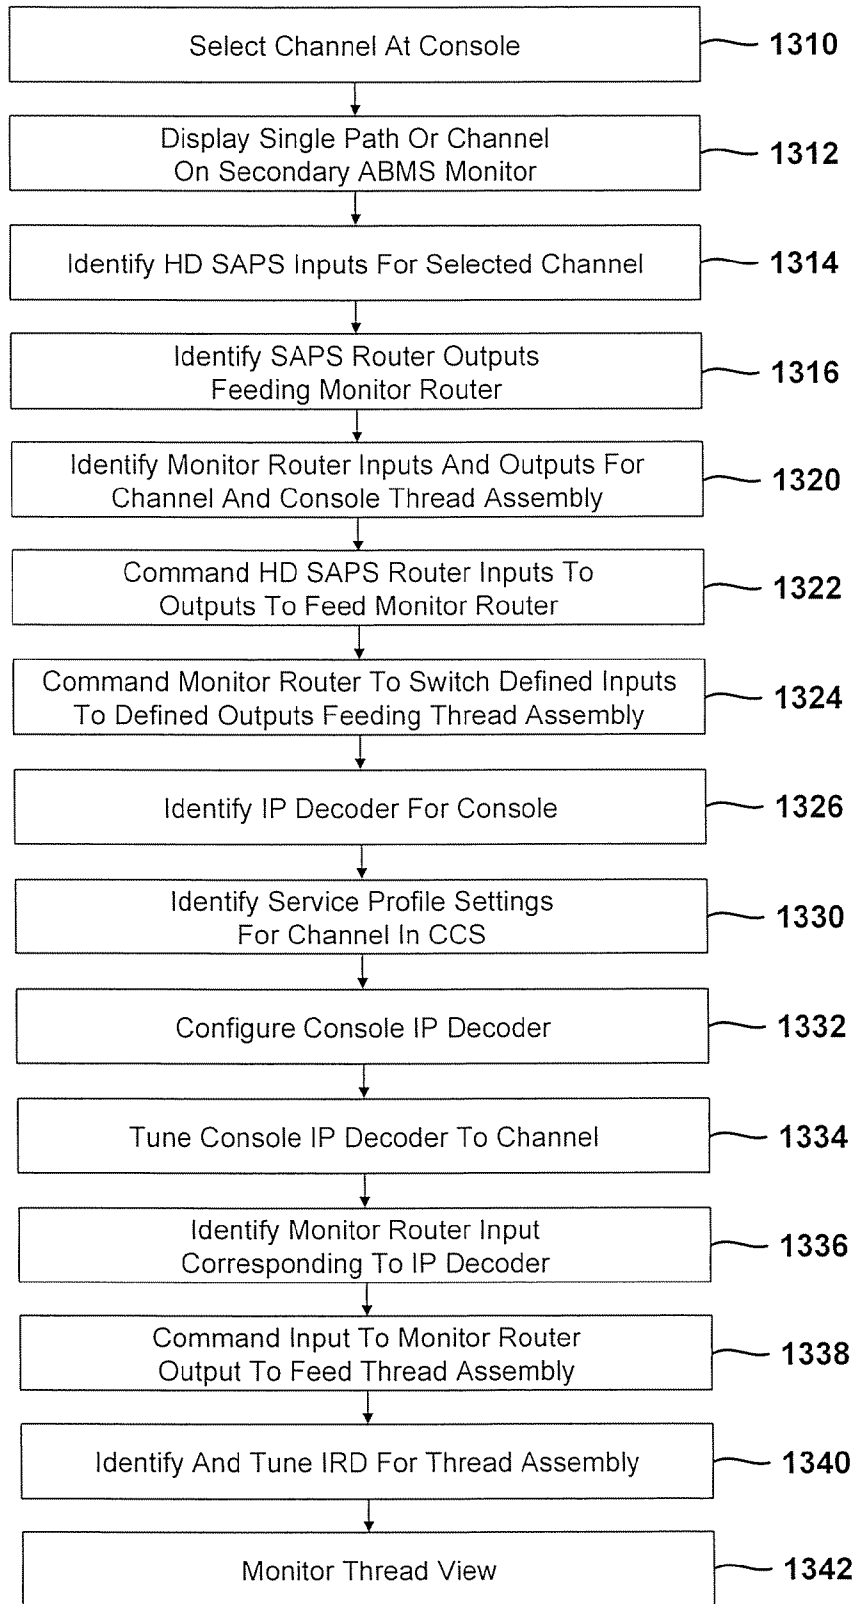 Select Channel At Console
1310
Display Single Path Or Channel
On Secondary ABMS Monitor
1312
Identify HD SAPS Inputs For Selected Channel
1314
Identify SAPS Router Outputs
Feeding Monitor Router
1316
Identify Monitor Router Inputs And Outputs For
Channel And Console Thread Assembly
1320
Command HD SAPS Router Inputs To
Outputs To Feed Monitor Router
1322
Command Monitor Router To Switch Defined Inputs
To Defined Outputs Feeding Thread Assembly
1324
Identify IP Decoder For Console
1326
Identify Service Profile Settings
For Channel In CCS
1330
Configure Console IP Decoder
1332
Tune Console IP Decoder To Channel
1334
Identify Monitor Router Input
Corresponding To IP Decoder
1336
Command Input To Monitor Router
Output To Feed Thread Assembly
1338
Identify And Tune IRD For Thread Assembly
1340
Monitor Thread View
1342